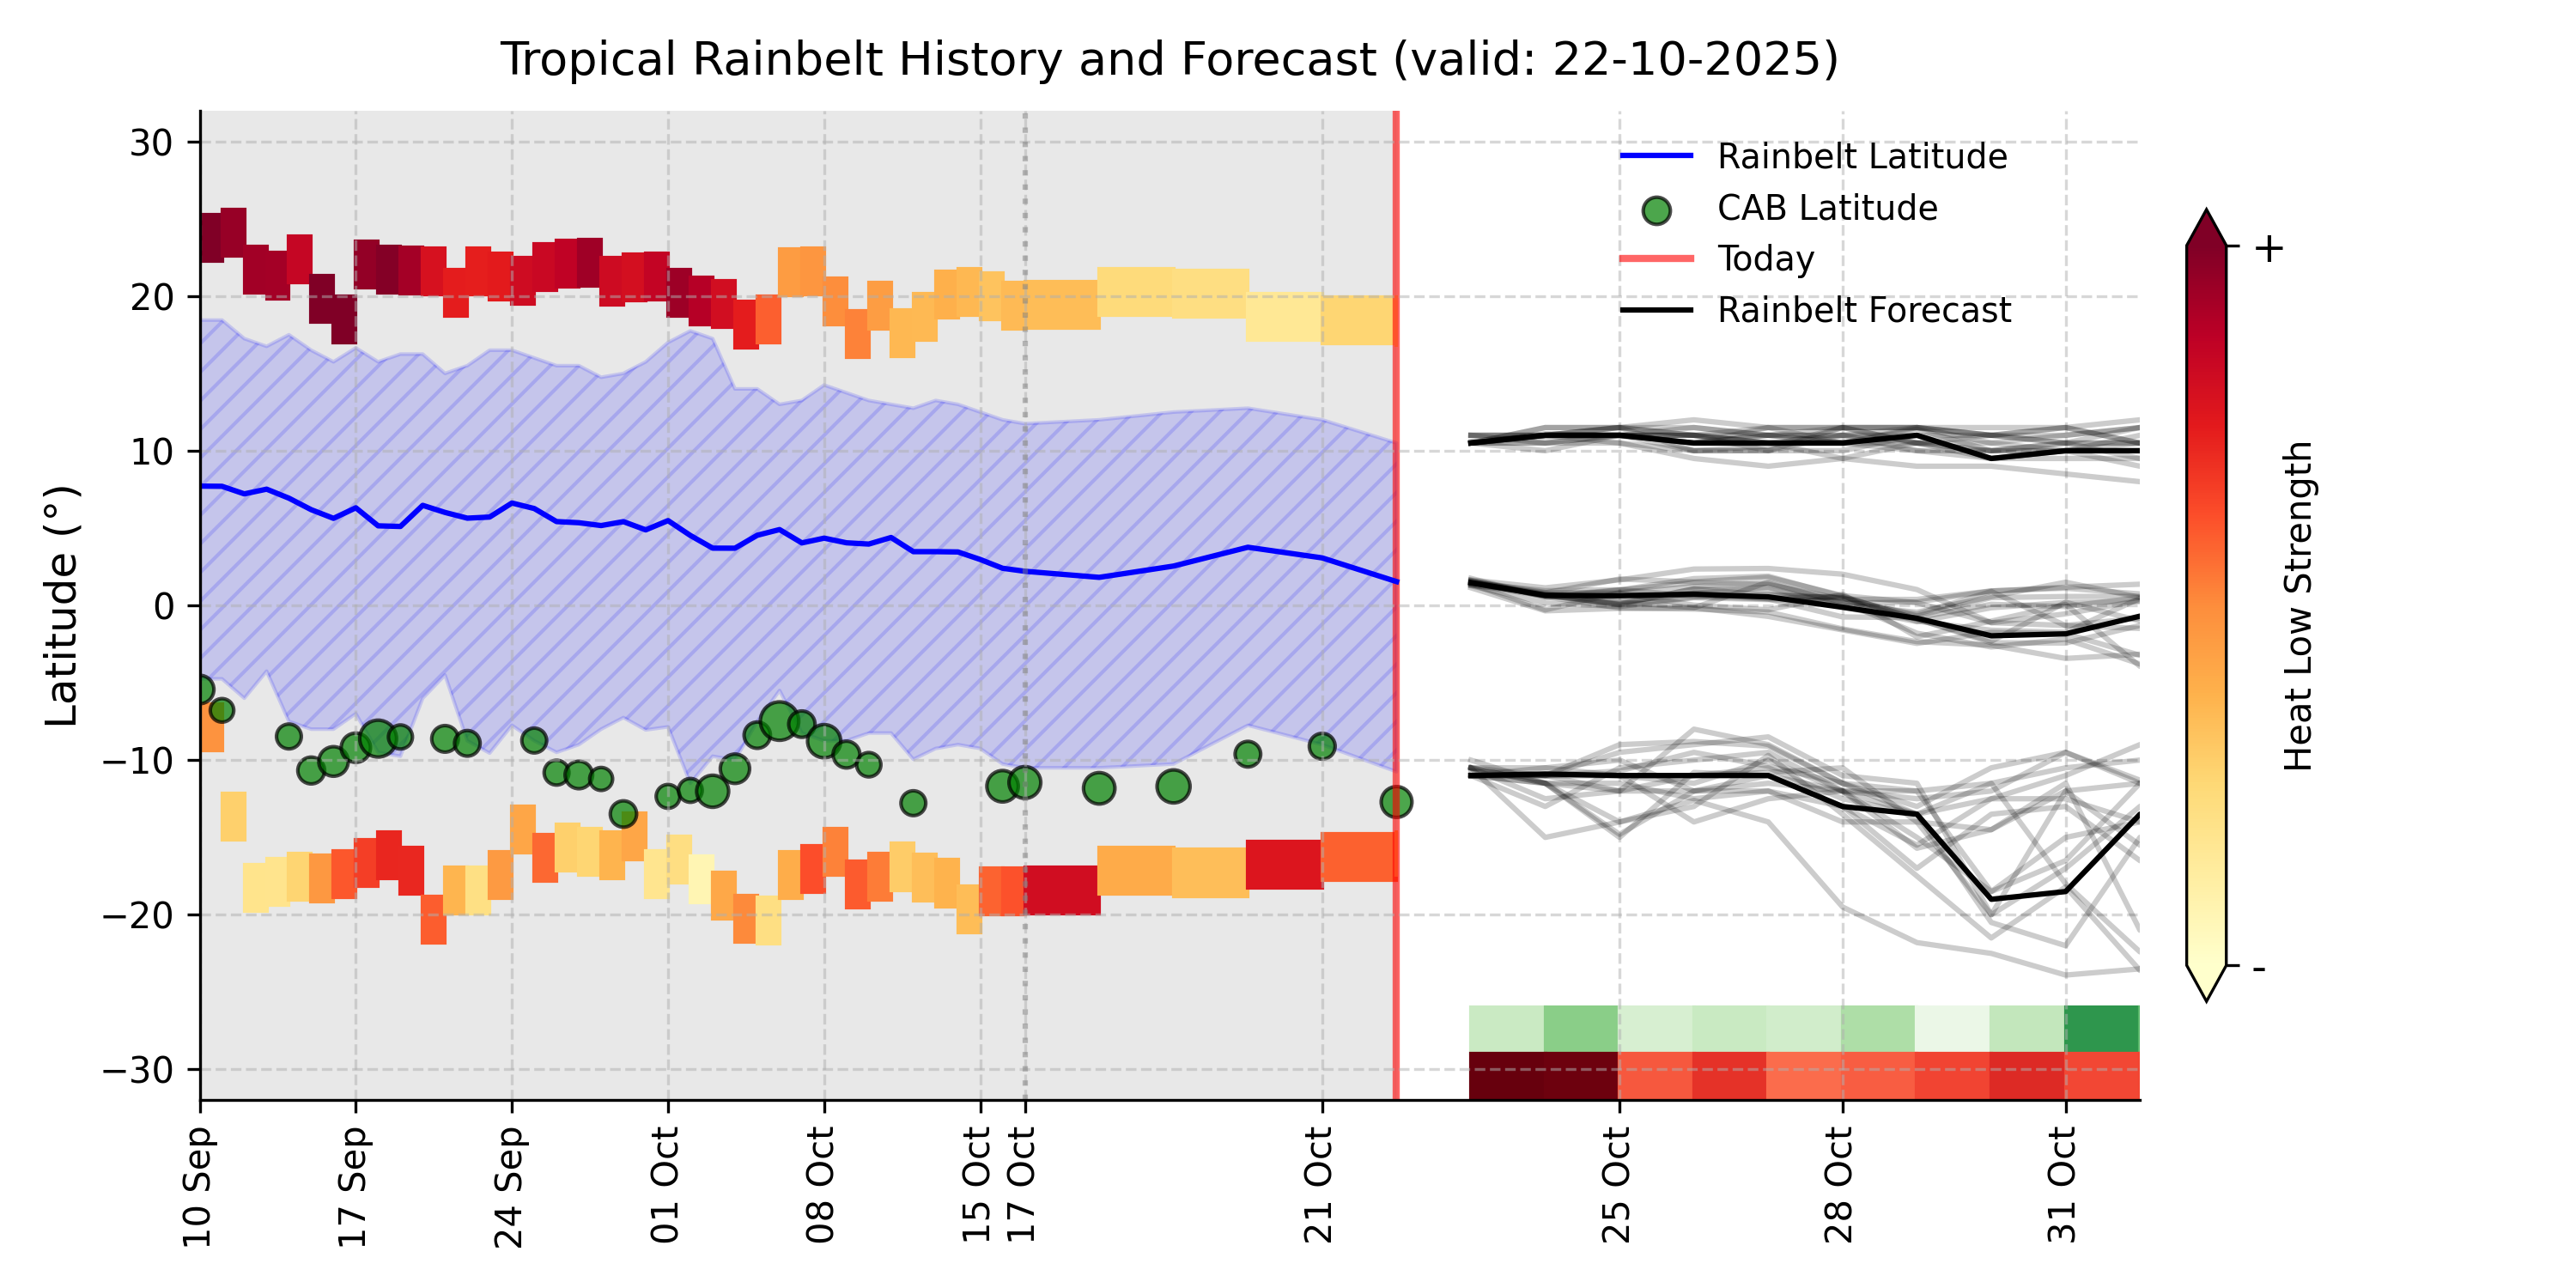 Tropical Rainbelt History and Forecast (valid: 22-10-2025)
Latitude (°)
30
20
10
0
−10
−20
−30
Rainbelt Latitude
CAB Latitude
Today
Rainbelt Forecast
+
-
Heat Low Strength
10 Sep
17 Sep
24 Sep
01 Oct
08 Oct
15 Oct
17 Oct
21 Oct
25 Oct
28 Oct
31 Oct